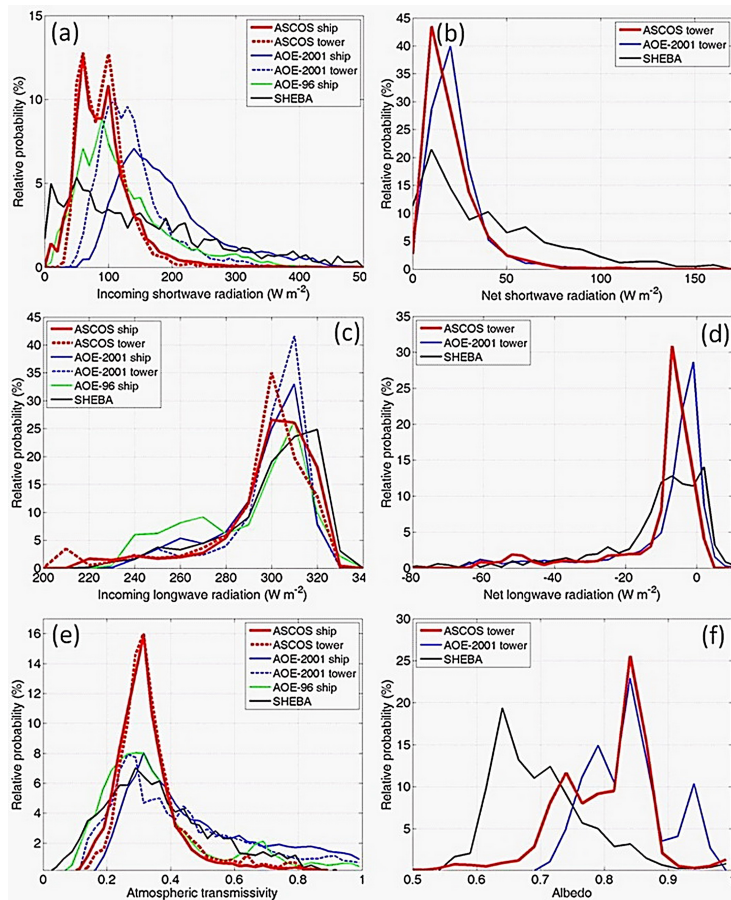 (a)
ASCOS ship
ASCOS tower
AOE-2001 ship
AOE-2001 tower
AOE-96 ship
SHEBA
Relative probability (%)
15
10
5
0
0 100 200 300 400 50
Incoming shortwave radiation (W m-2)
(b)
ASCOS tower
AOE-2001 tower
SHEBA
Relative probability (%)
50
45
40
35
30
25
20
15
10
5
0
0 50 100 150
Net shortwave radiation (W m-2)
(c)
ASCOS ship
ASCOS tower
AOE-2001 ship
AOE-2001 tower
AOE-96 ship
SHEBA
Relative probability (%)
45
40
35
30
25
20
15
10
5
0
200 220 240 260 280 300 320 34
Incoming longwave radiation (W m-2)
(d)
ASCOS tower
AOE-2001 tower
SHEBA
Relative probability (%)
35
30
25
20
15
10
5
0
-80 -60 -40 -20 0
Net longwave radiation (W m-2)
(e)
ASCOS ship
ASCOS tower
AOE-2001 ship
AOE-2001 tower
AOE-96 ship
SHEBA
Relative probability (%)
16
14
12
10
8
6
4
2
0 0.2 0.4 0.6 0.8 1
Atmospheric transmissivity
(f)
ASCOS tower
AOE-2001 tower
SHEBA
Relative probability (%)
30
25
20
15
10
5
0.5 0.6 0.7 0.8 0.9 1
Albedo